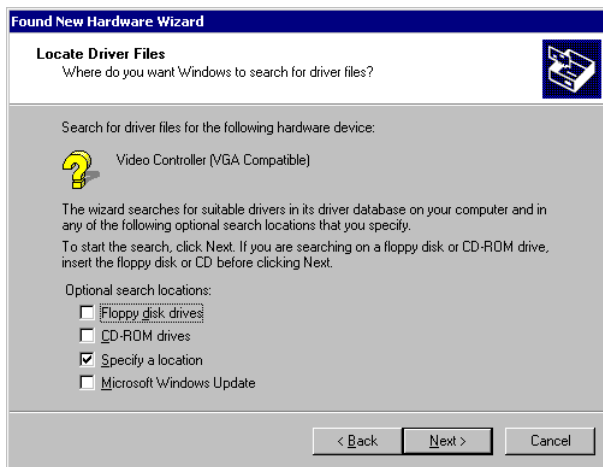 Found New Hardware Wizard
Locate Driver Files
Where do you want Windows to search for driver files?
Search for driver files for the following hardware device:
Video Controller (VGA Compatible)
The wizard searches for suitable drivers in its driver database on your computer and in
any of the following optional search locations that you specify.
To start the search, click Next. If you are searching on a floppy disk or CD-ROM drive,
insert the floppy disk or CD before clicking Next.
Optional search locations:
Floppy disk drives
CD-ROM drives
Specify a location
Microsoft Windows Update
< Back Next > Cancel